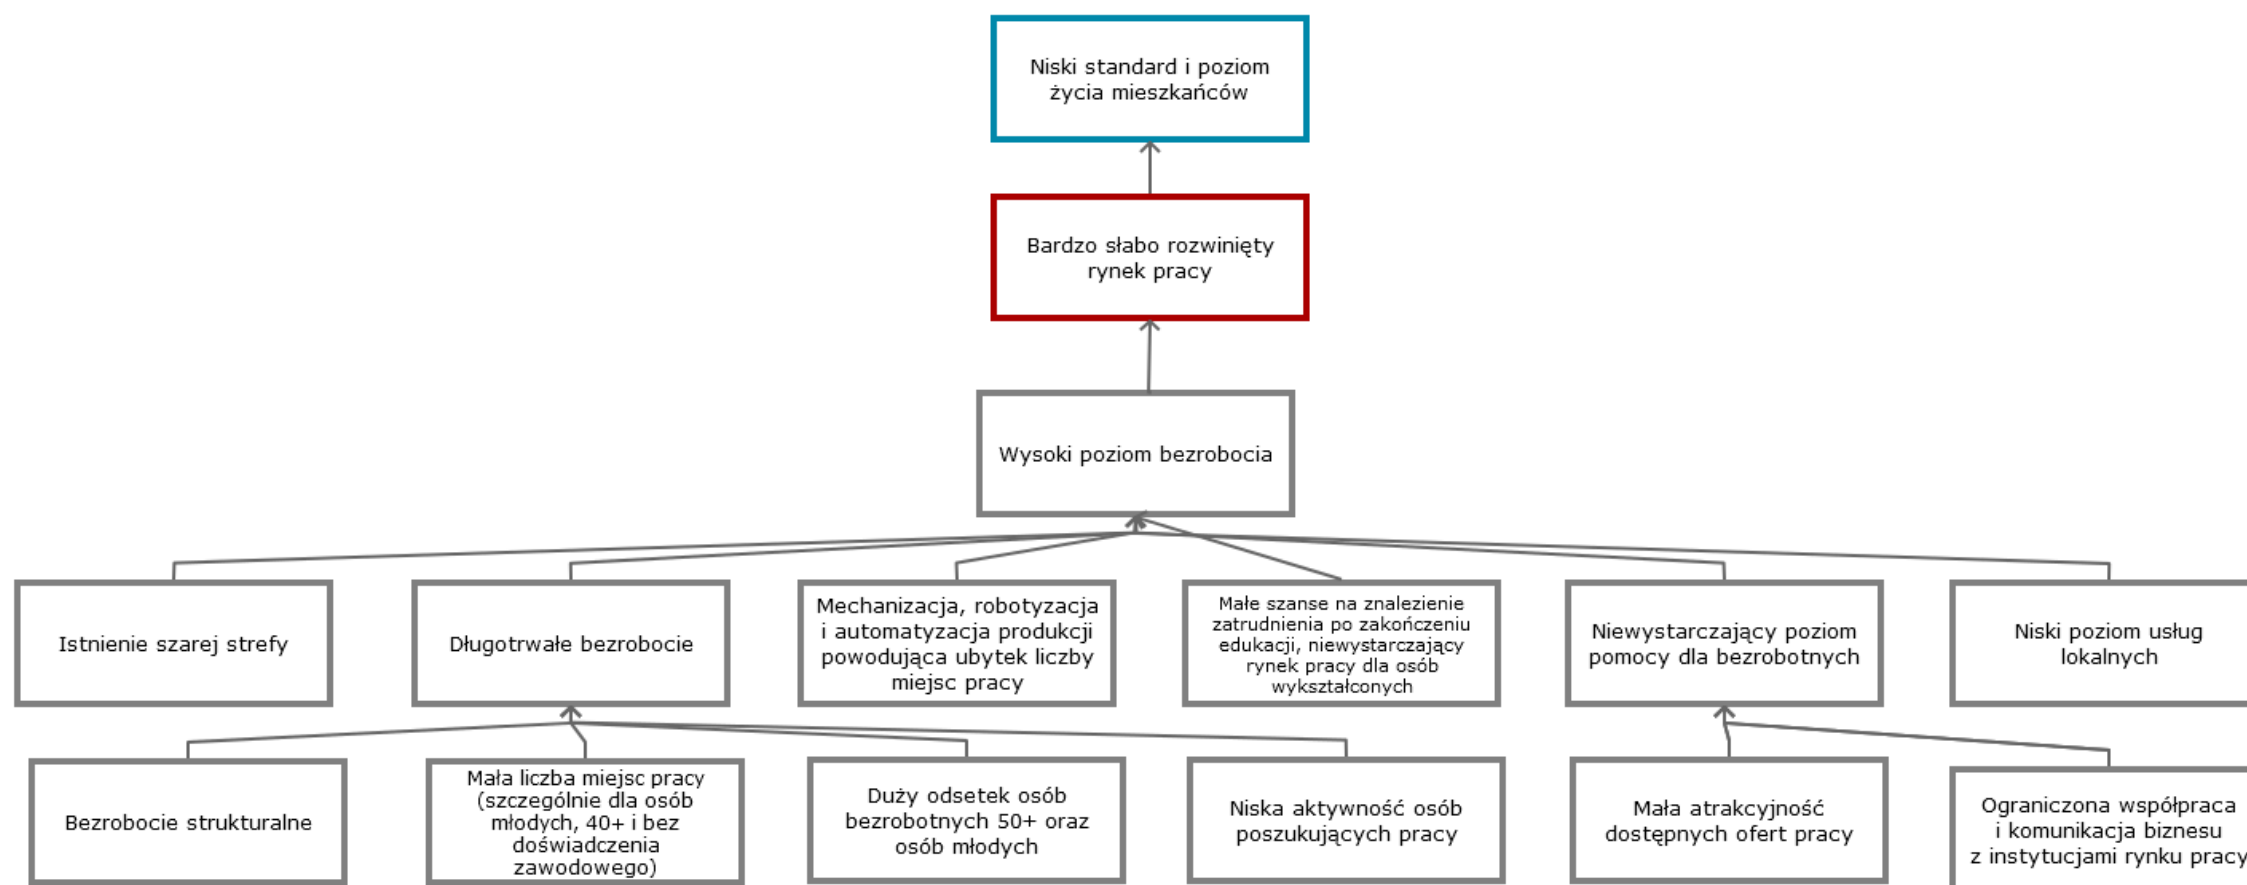 Niski standard i poziom
życia mieszkańców
Bardzo słabo rozwinięty
rynek pracy
Wysoki poziom bezrobocia
Istnienie szarej strefy
Długotrwałe bezrobocie
Mechanizacja, robotyzacja
i automatyzacja produkcji
powodująca ubytek liczby
miejsc pracy
Małe szanse na znalezienie
zatrudnienia po zakończeniu
edukacji, niewystarczający
rynek pracy dla osób
wykształconych
Niewystarczający poziom
pomocy dla bezrobotnych
Niski poziom usług
lokalnych
Bezrobocie strukturalne
Mała liczba miejsc pracy
(szczególnie dla osób
młodych, 40+ i bez
doświadczenia
zawodowego)
Duży odsetek osób
bezrobotnych 50+ oraz
osób młodych
Niska aktywność osób
poszukujących pracy
Mała atrakcyjność
dostępnych ofert pracy
Ograniczona współpraca
i komunikacja biznesu
z instytucjami rynku pracy